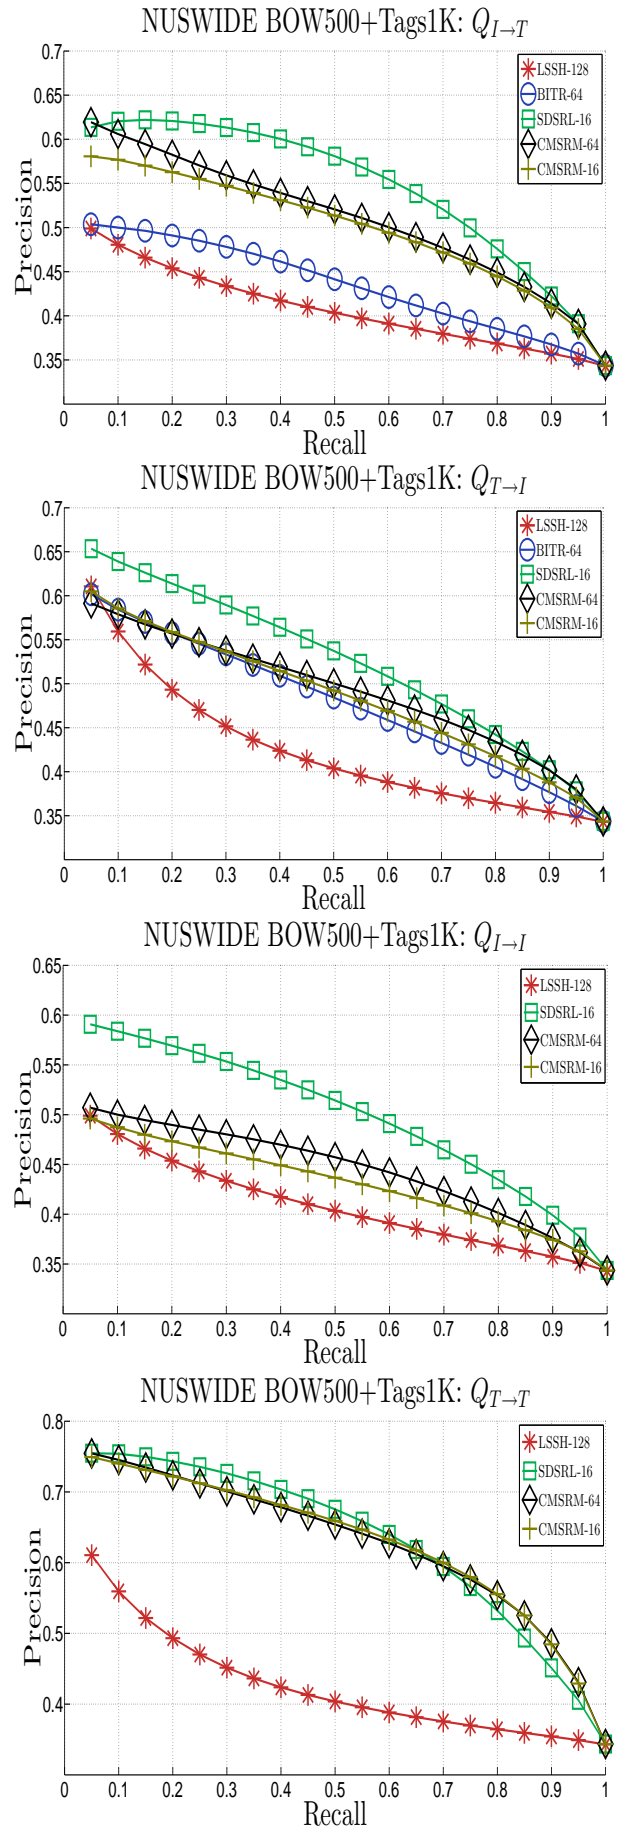 NUSWIDE BOW500+Tags1K: Q_{I→T}
0.7
0.65
0.6
0.55
0.5
0.45
0.4
0.35
Precision
LSSH-128
BITR-64
SDSRL-16
CMSRM-64
CMSRM-16
0 0.1 0.2 0.3 0.4 0.5 0.6 0.7 0.8 0.9 1
Recall
NUSWIDE BOW500+Tags1K: Q_{T→I}
0.7
0.65
0.6
0.55
0.5
0.45
0.4
0.35
Precision
LSSH-128
BITR-64
SDSRL-16
CMSRM-64
CMSRM-16
0 0.1 0.2 0.3 0.4 0.5 0.6 0.7 0.8 0.9 1
Recall
NUSWIDE BOW500+Tags1K: Q_{I→I}
0.65
0.6
0.55
0.5
0.45
0.4
0.35
Precision
LSSH-128
SDSRL-16
CMSRM-64
CMSRM-16
0 0.1 0.2 0.3 0.4 0.5 0.6 0.7 0.8 0.9 1
Recall
NUSWIDE BOW500+Tags1K: Q_{T→T}
0.8
0.7
0.6
0.5
0.4
Precision
LSSH-128
SDSRL-16
CMSRM-64
CMSRM-16
0 0.1 0.2 0.3 0.4 0.5 0.6 0.7 0.8 0.9 1
Recall